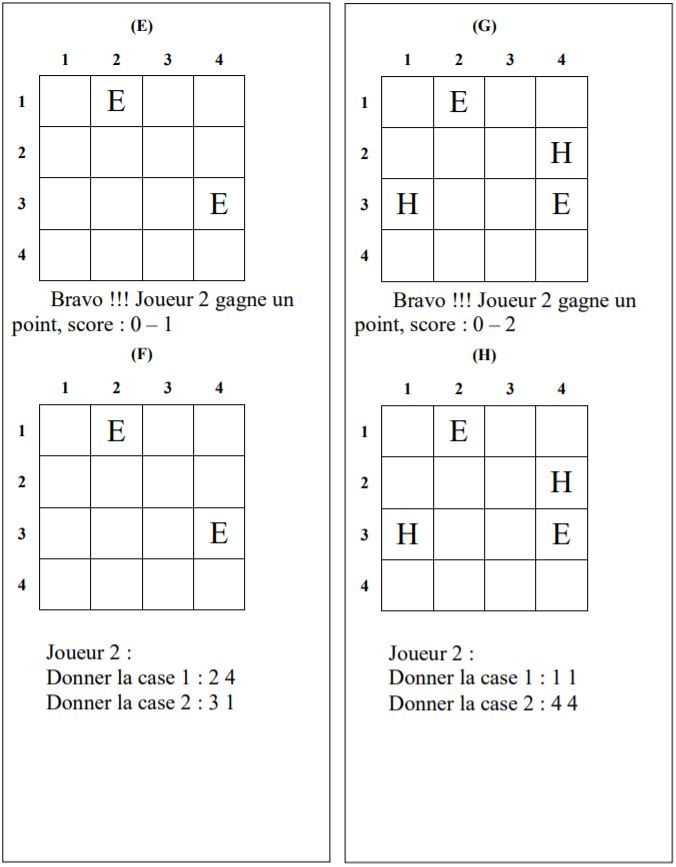 (E)
1 2 3 4
1 E
2
3 E
4
Bravo !!! Joueur 2 gagne un
point, score : 0 – 1
(F)
1 2 3 4
1 E
2
3 E
4
Joueur 2 :
Donner la case 1 : 2 4
Donner la case 2 : 3 1
(G)
1 2 3 4
1 E
2 H
3 H E
4
Bravo !!! Joueur 2 gagne un
point, score : 0 – 2
(H)
1 2 3 4
1 E
2 H
3 H E
4
Joueur 2 :
Donner la case 1 : 1 1
Donner la case 2 : 4 4